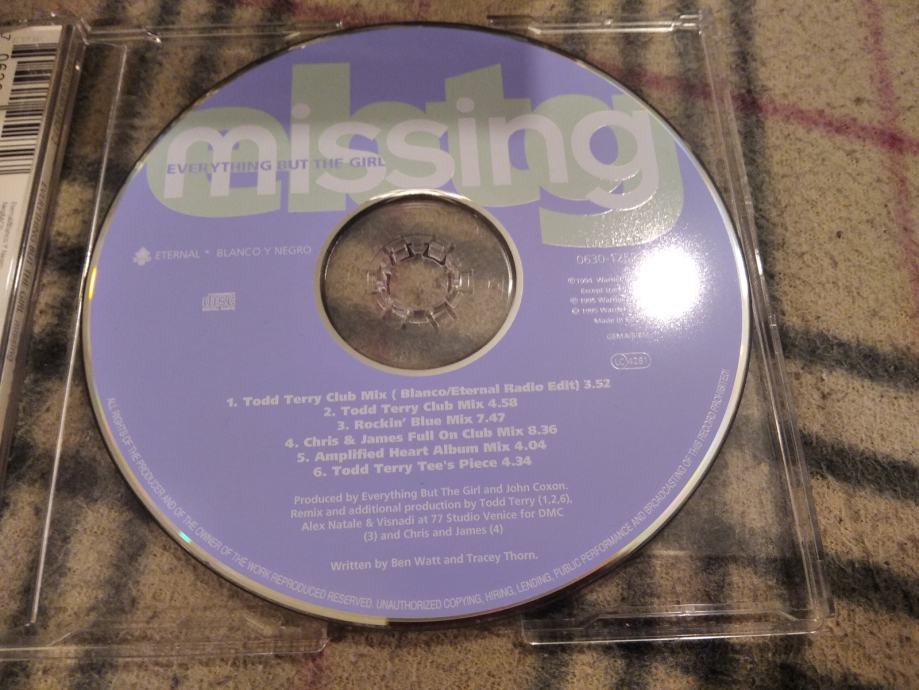 ebtg
missing
EVERYTHING BUT THE GIRL
ETERNAL * BLANCO Y NEGRO
disc
LC 4281
1. Todd Terry Club Mix ( Blanco/Eternal Radio Edit) 3.52
2. Todd Terry Club Mix 4.58
3. Rockin' Blue Mix 7.47
4. Chris & James Full On Club Mix 8.36
5. Amplified Heart Album Mix 4.04
6. Todd Terry Tee's Piece 4.34
Produced by Everything But The Girl and John Coxon.
Remix and additional production by Todd Terry (1,2,6),
Alex Natale & Visnadi at 77 Studio Venice for DMC
(3) and Chris and James (4)
Written by Ben Watt and Tracey Thorn.
ALL RIGHTS OF THE PRODUCER AND OF THE OWNER OF THE WORK REPRODUCED RESERVED. UNAUTHORIZED COPYING, HIRING, LENDING, PUBLIC PERFORMANCE AND BROADCASTING OF THIS RECORD PROHIBITED!